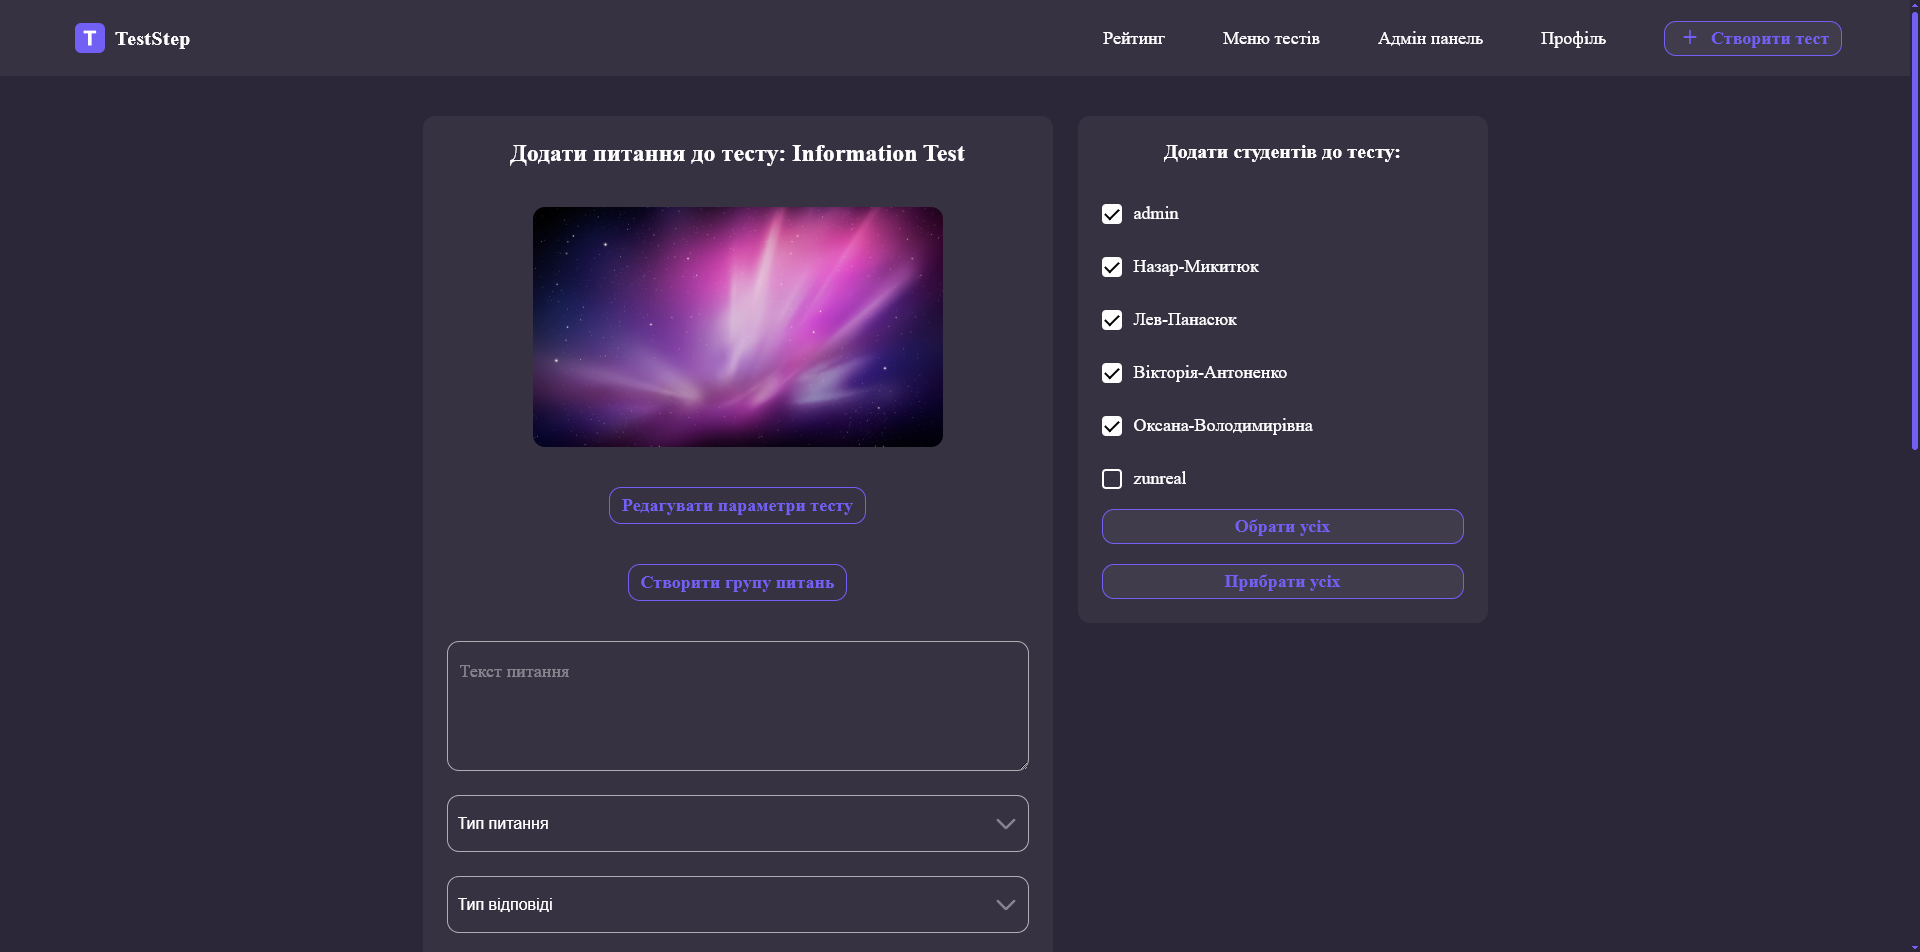 T TestStep
Рейтинг
Меню тестів
Адмін панель
Профіль
+ Створити тест
Додати питання до тесту: Information Test
Редагувати параметри тесту
Створити групу питань
Текст питання
Тип питання
Тип відповіді
Додати студентів до тесту:
admin
Назар-Микитюк
Лев-Панасюк
Вікторія-Антоненко
Оксана-Володимирівна
zunreal
Обрати усіх
Прибрати усіх